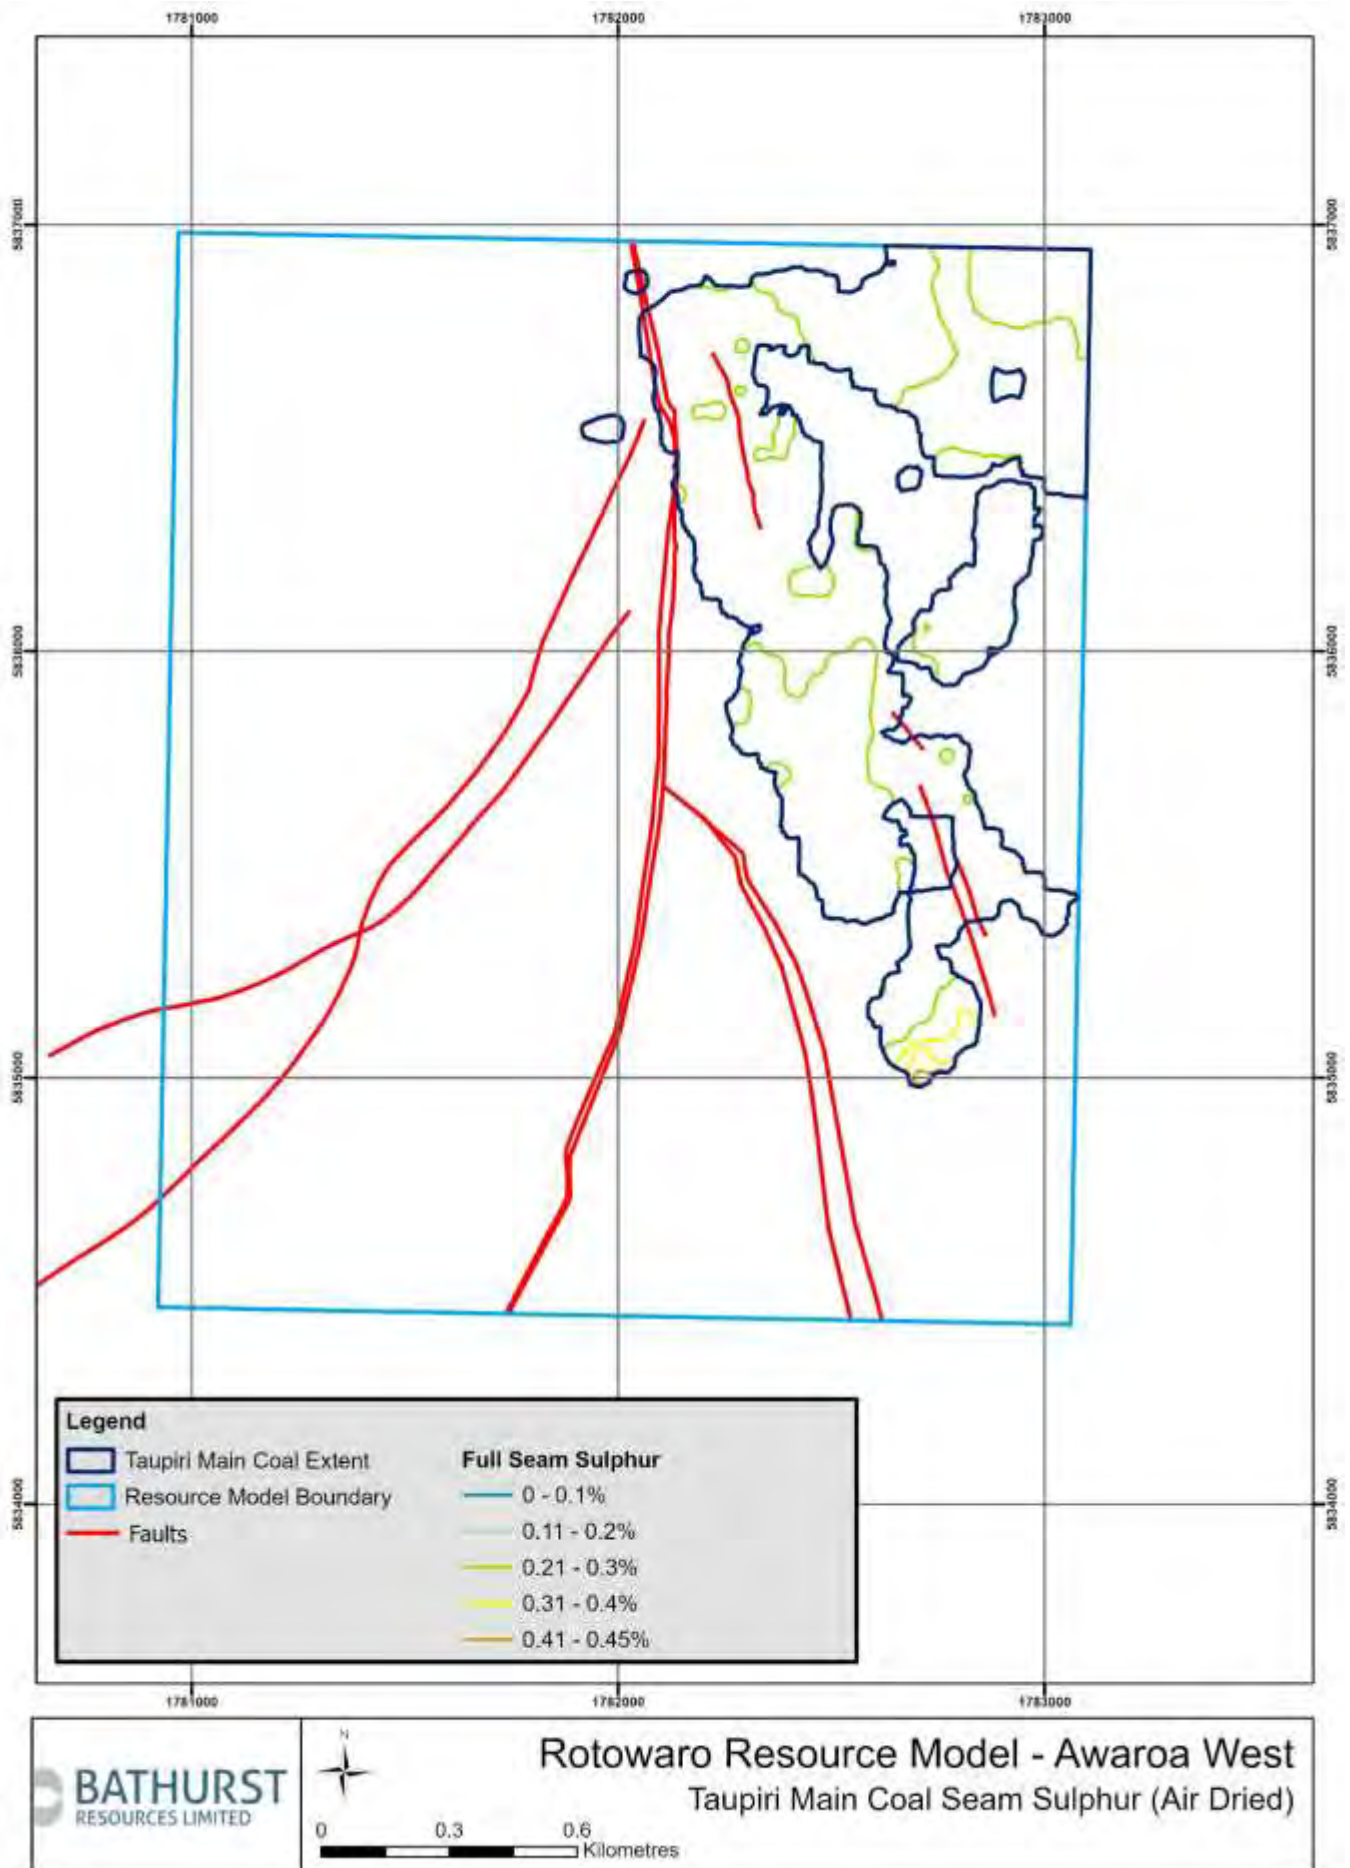 1781000
1782000
1783000
5837000
5837000
5836000
5836000
5835000
5835000
5834000
5834000
Legend
Taupiri Main Coal Extent
Resource Model Boundary
Faults
Full Seam Sulphur
0 - 0.1%
0.11 - 0.2%
0.21 - 0.3%
0.31 - 0.4%
0.41 - 0.45%
1781000
1782000
1783000
BATHURST
RESOURCES LIMITED
N
0 0.3 0.6
Kilometres
Rotowaro Resource Model - Awaroa West
Taupiri Main Coal Seam Sulphur (Air Dried)